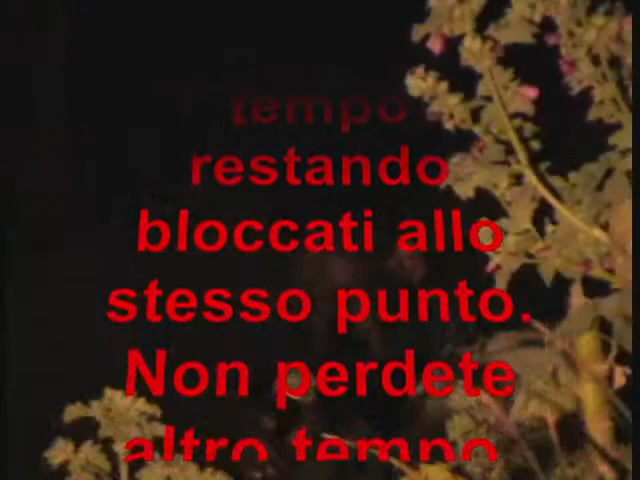 tempo
restando
bloccati allo
stesso punto.
Non perdete
altro tempo.